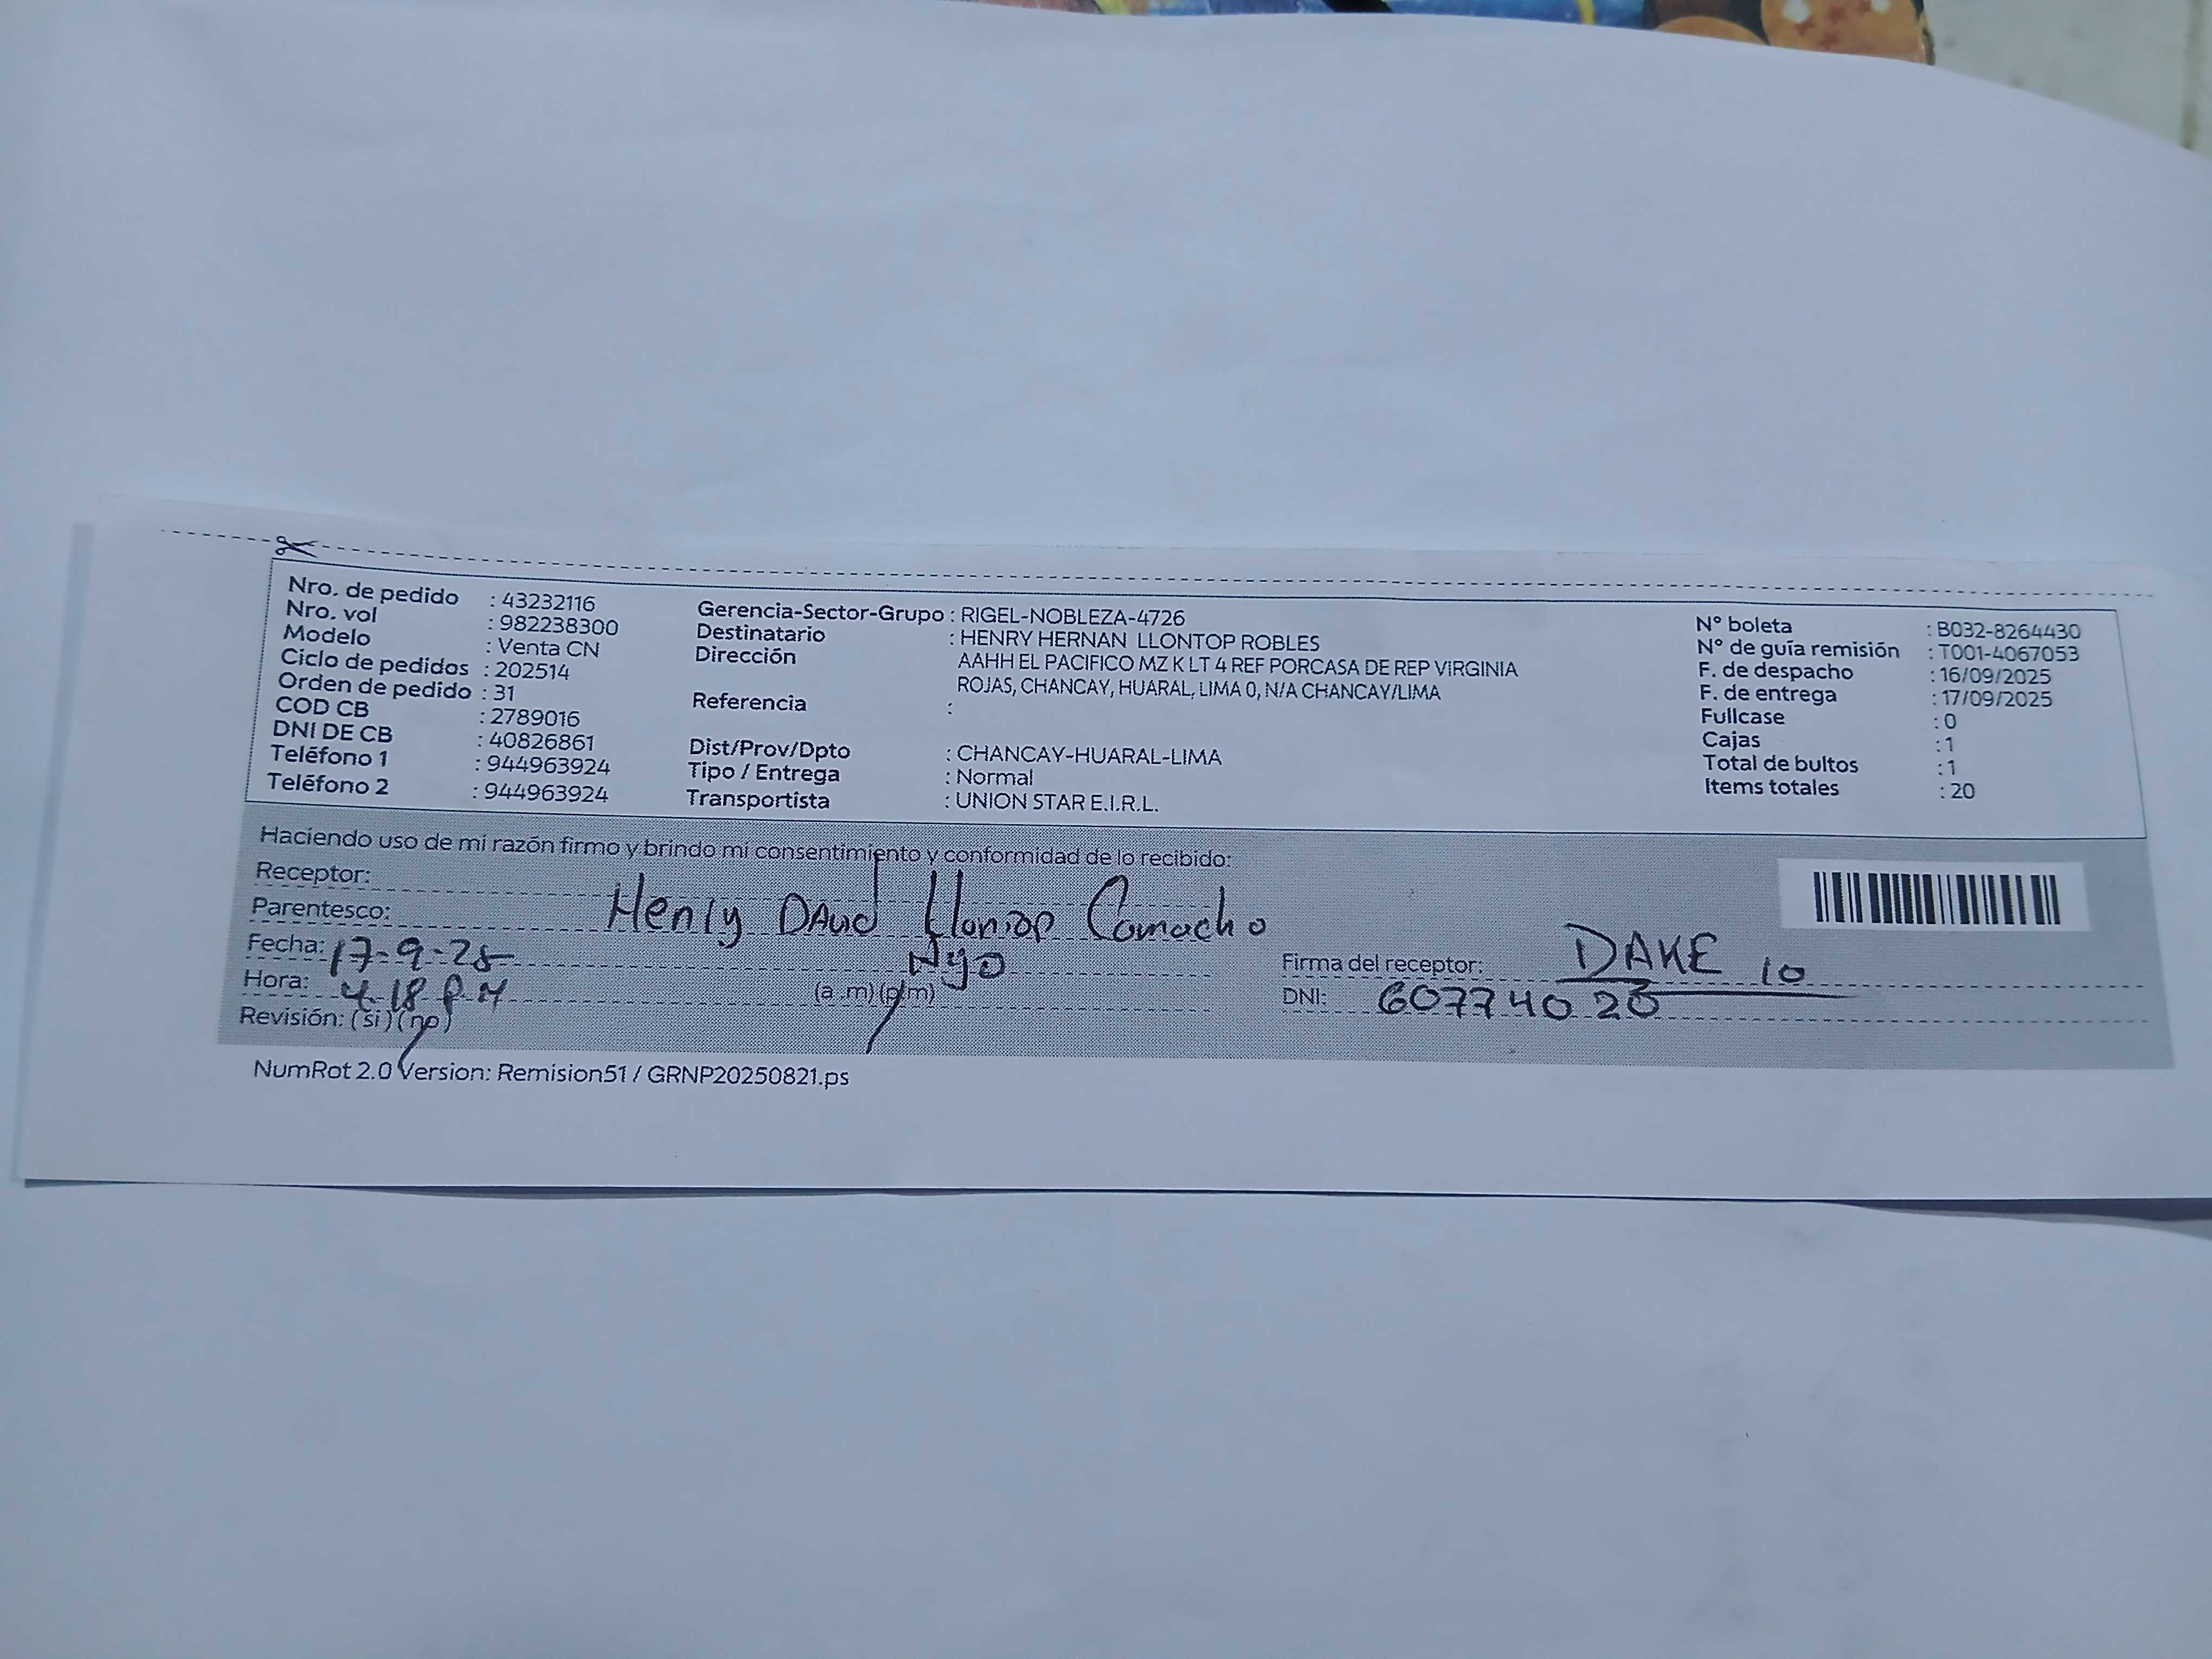 Nro. de pedido : 43232116
Nro. vol : 982238300
Modelo : Venta CN
Ciclo de pedidos : 202514
Orden de pedido : 31
COD CB : 2789016
DNI DE CB : 40826861
Teléfono 1 : 944963924
Teléfono 2 : 944963924
Gerencia-Sector-Grupo : RIGEL-NOBLEZA-4726
Destinatario : HENRY HERNAN LLONTOP ROBLES
Dirección AAHH EL PACIFICO MZ K LT 4 REF PORCASA DE REP VIRGINIA
ROJAS, CHANCAY, HUARAL, LIMA 0, N/A CHANCAY/LIMA
Referencia :
Dist/Prov/Dpto : CHANCAY-HUARAL-LIMA
Tipo / Entrega : Normal
Transportista : UNION STAR E.I.R.L.
N° boleta : B032-8264430
N° de guía remisión : T001-4067053
F. de despacho : 16/09/2025
F. de entrega : 17/09/2025
Fullcase : 0
Cajas : 1
Total de bultos : 1
Items totales : 20
Haciendo uso de mi razón firmo y brindo mi consentimiento y conformidad de lo recibido:
Receptor: Henry David Llontop Camacho
Parentesco: Hijo
Fecha: 17-9-25
Hora: 4.18 P.M (a .m) (p/m)
Revisión: (si) (no)
Firma del receptor: DAKE 10
DNI: 60774020
NumRot 2.0 Version: Remision51 / GRNP20250821.ps